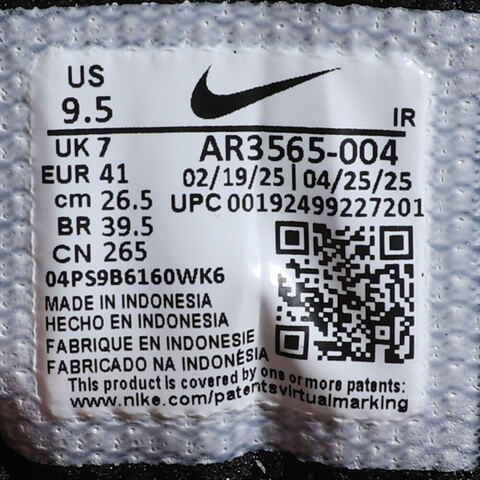 US
9.5
IR
UK 7
AR3565-004
EUR 41
02/19/25 | 04/25/25
cm 26.5
UPC 00192499227201
BR 39.5
CN 265
04PS9B6160WK6
MADE IN INDONESIA
HECHO EN INDONESIA
FABRIQUE EN INDONESIE
FABRICADO NA INDONÉSIA
This product is covered by one or more patents:
www.nike.com/patentsvirtualmarking